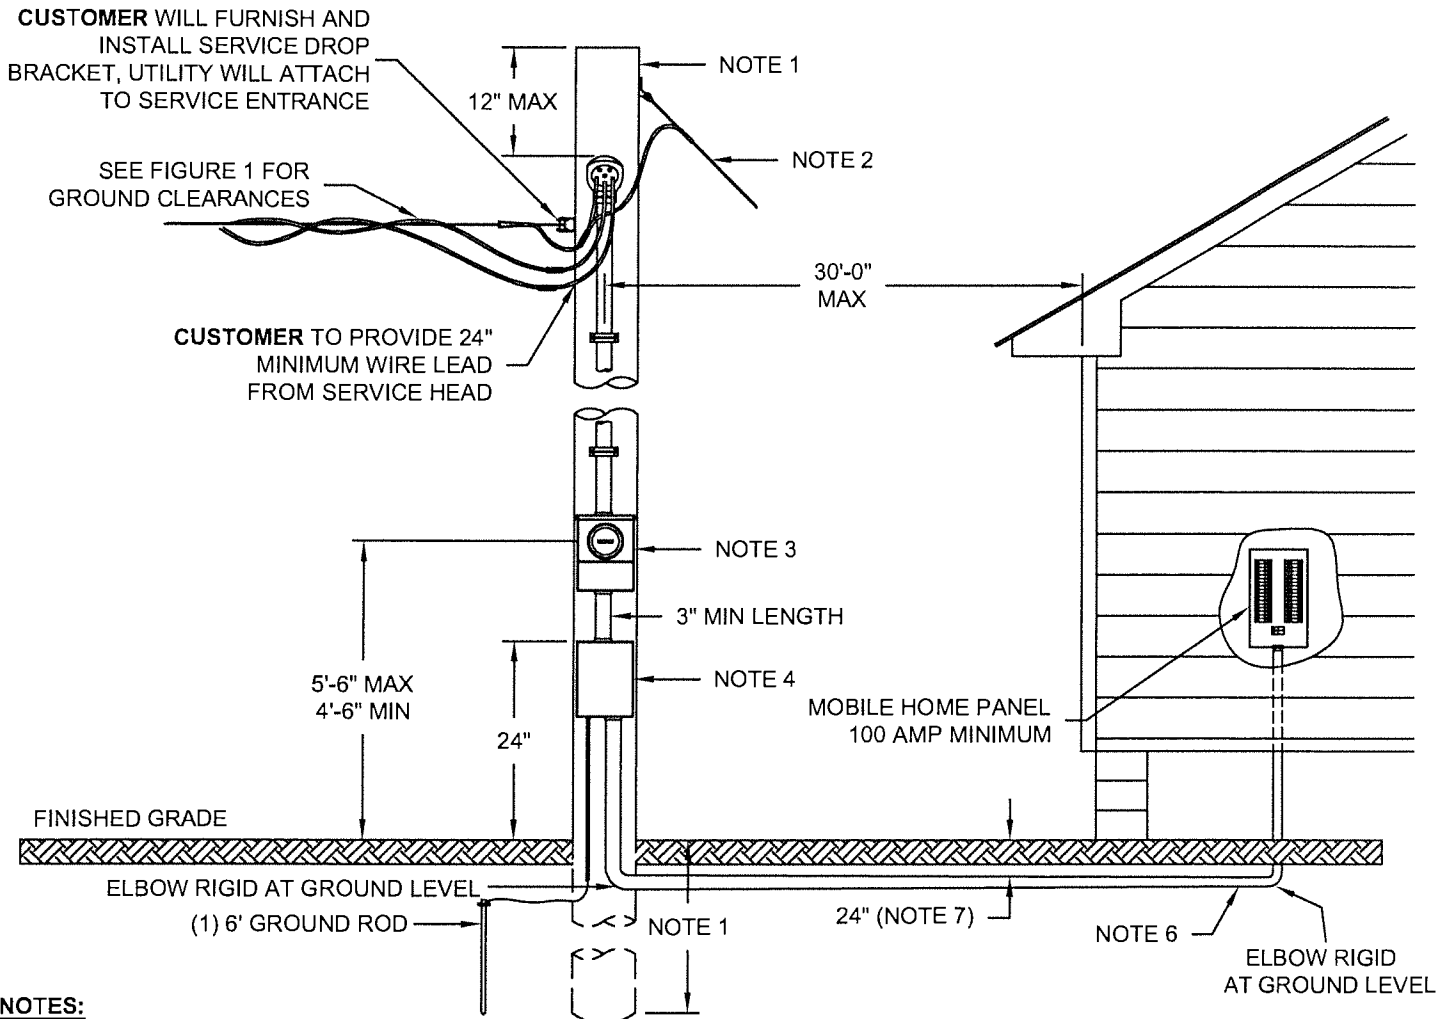 CUSTOMER WILL FURNISH AND
INSTALL SERVICE DROP
BRACKET, UTILITY WILL ATTACH
TO SERVICE ENTRANCE
12" MAX
NOTE 1
NOTE 2
SEE FIGURE 1 FOR
GROUND CLEARANCES
30'-0"
MAX
CUSTOMER TO PROVIDE 24"
MINIMUM WIRE LEAD
FROM SERVICE HEAD
NOTE 3
3" MIN LENGTH
NOTE 4
5'-6" MAX
4'-6" MIN
24"
MOBILE HOME PANEL
100 AMP MINIMUM
FINISHED GRADE
ELBOW RIGID AT GROUND LEVEL
(1) 6' GROUND ROD
NOTE 1
24" (NOTE 7)
NOTE 6
ELBOW RIGID
AT GROUND LEVEL
NOTES: